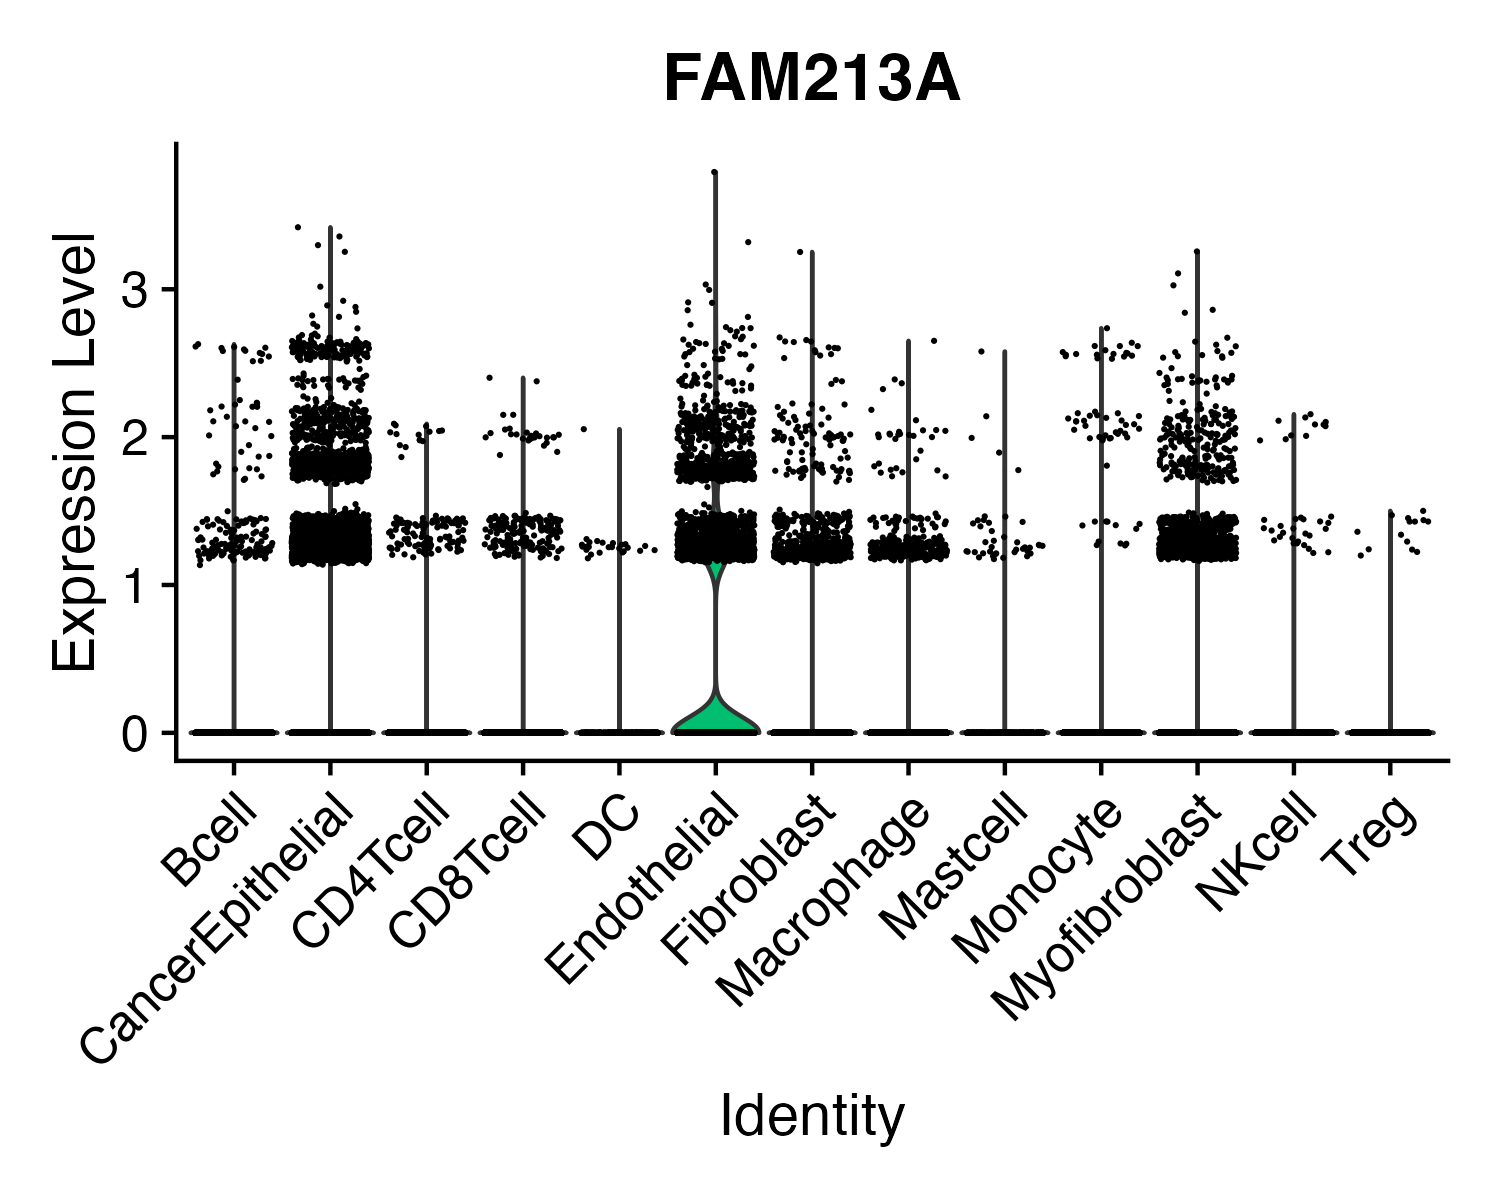 FAM213A
Expression Level
3
2
1
0
Bcell
CancerEpithelial
CD4Tcell
CD8Tcell
DC
Endothelial
Fibroblast
Macrophage
Mastcell
Monocyte
Myofibroblast
NKcell
Treg
Identity